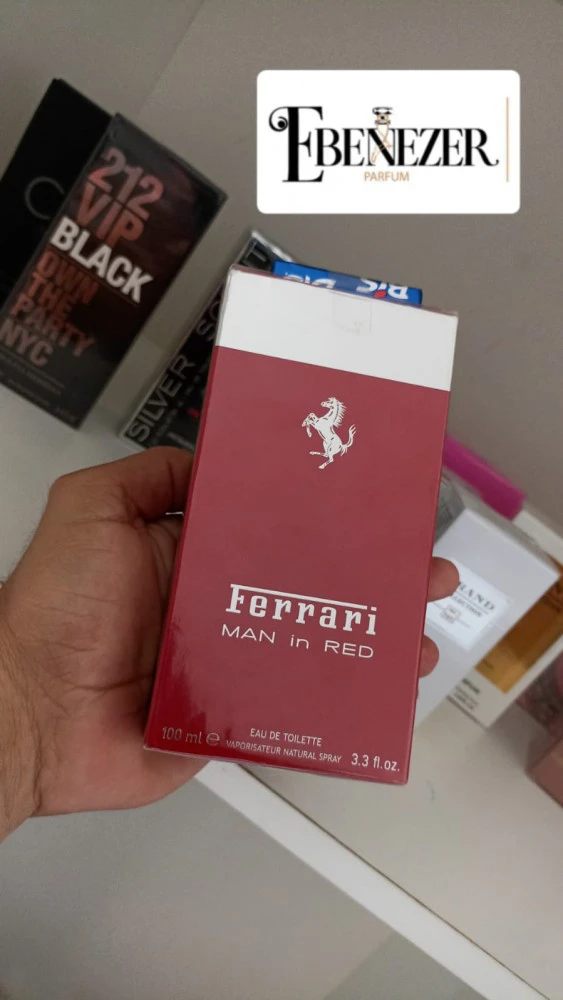 EBENEZER
PARFUM
212
VIP
BLACK
OWN
THE
PARTY
NYC
SILVER
Ferrari
MAN in RED
100 ml e
EAU DE TOILETTE
VAPORISATEUR NATURAL SPRAY
3.3 fl.oz.